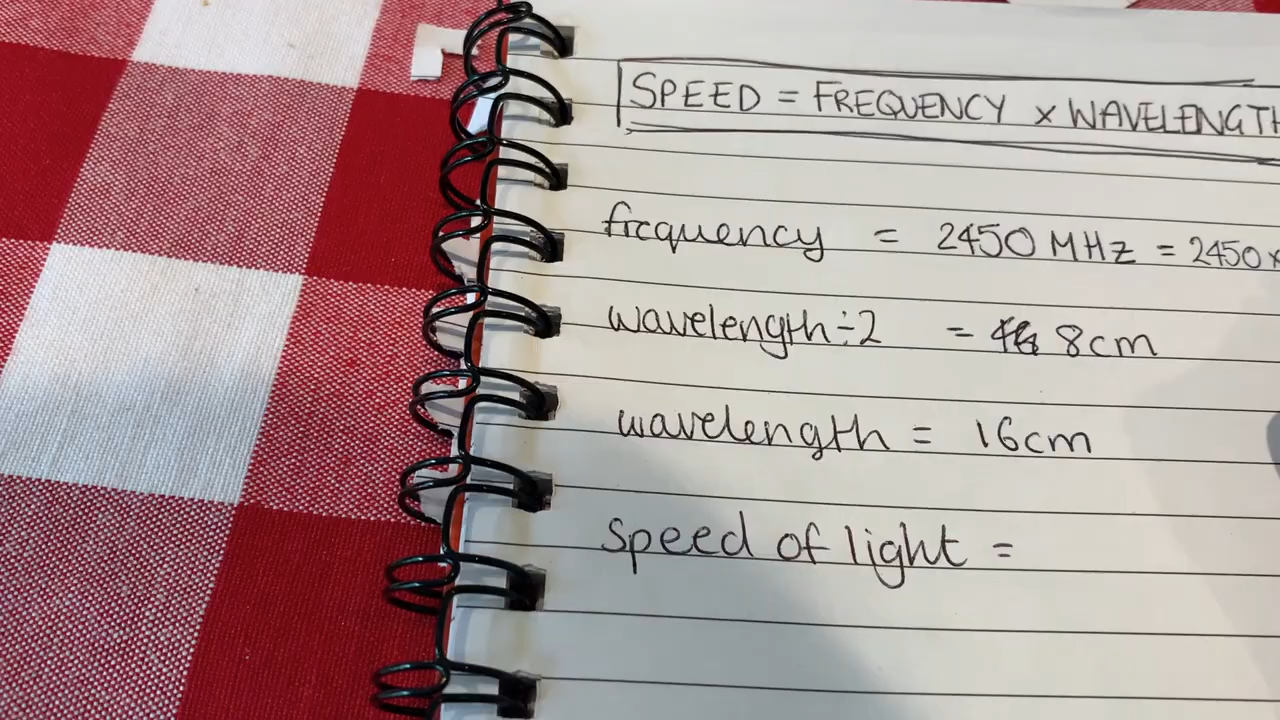 SPEED = FREQUENCY × WAVELENGTH
frequency = 2450 MHz = 2450×
wavelength ÷ 2 = 8cm
wavelength = 16cm
speed of light =